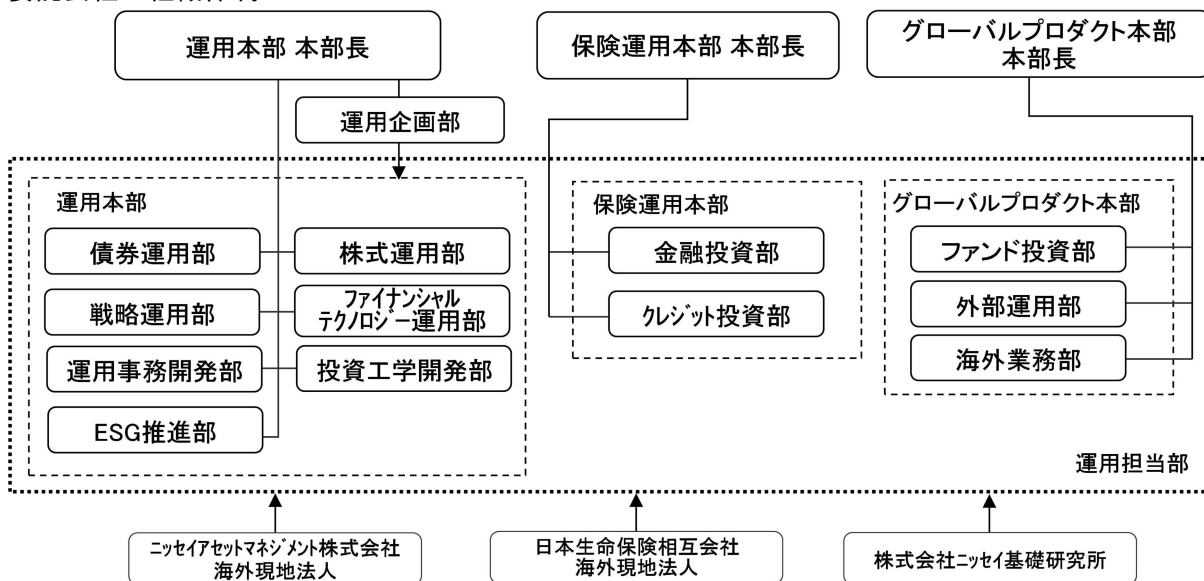 運用本部 本部長
保険運用本部 本部長
グローバルプロダクト本部
本部長
運用企画部
運用本部
債券運用部
株式運用部
戦略運用部
ファイナンシャル
テクノロジー運用部
運用事務開発部
投資工学開発部
ESG推進部
保険運用本部
金融投資部
クレジット投資部
グローバルプロダクト本部
ファンド投資部
外部運用部
海外業務部
運用担当部
ニッセイアセットマネジメント株式会社
海外現地法人
日本生命保険相互会社
海外現地法人
株式会社ニッセイ基礎研究所